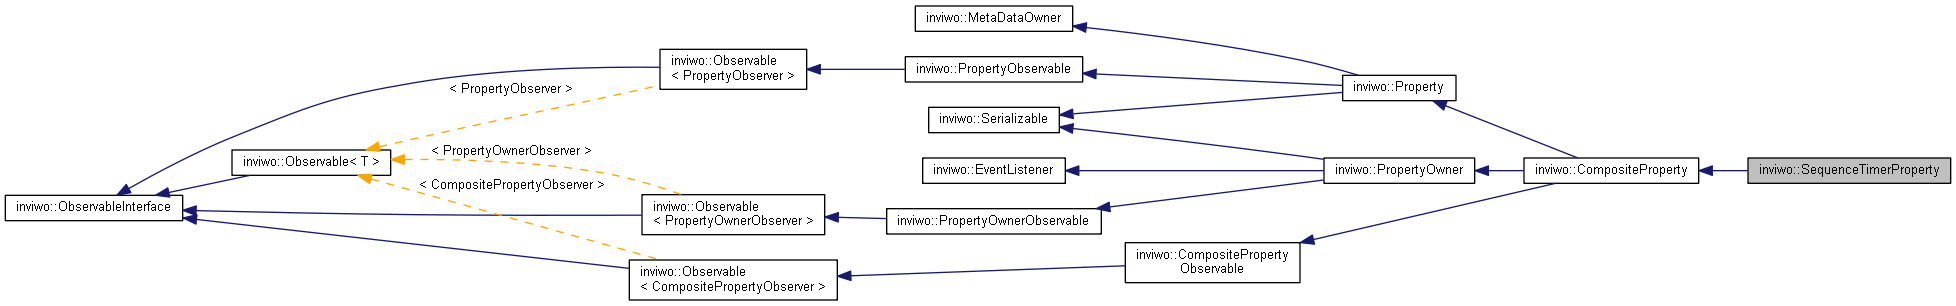 inviwo::MetaDataOwner
inviwo::Observable
< PropertyObserver >
inviwo::PropertyObservable
inviwo::Property
< PropertyObserver >
inviwo::Serializable
inviwo::Observable< T >
< PropertyOwnerObserver >
inviwo::EventListener
inviwo::PropertyOwner
inviwo::CompositeProperty
inviwo::SequenceTimerProperty
< CompositePropertyObserver >
inviwo::ObservableInterface
inviwo::Observable
< PropertyOwnerObserver >
inviwo::PropertyOwnerObservable
inviwo::CompositeProperty
Observable
inviwo::Observable
< CompositePropertyObserver >